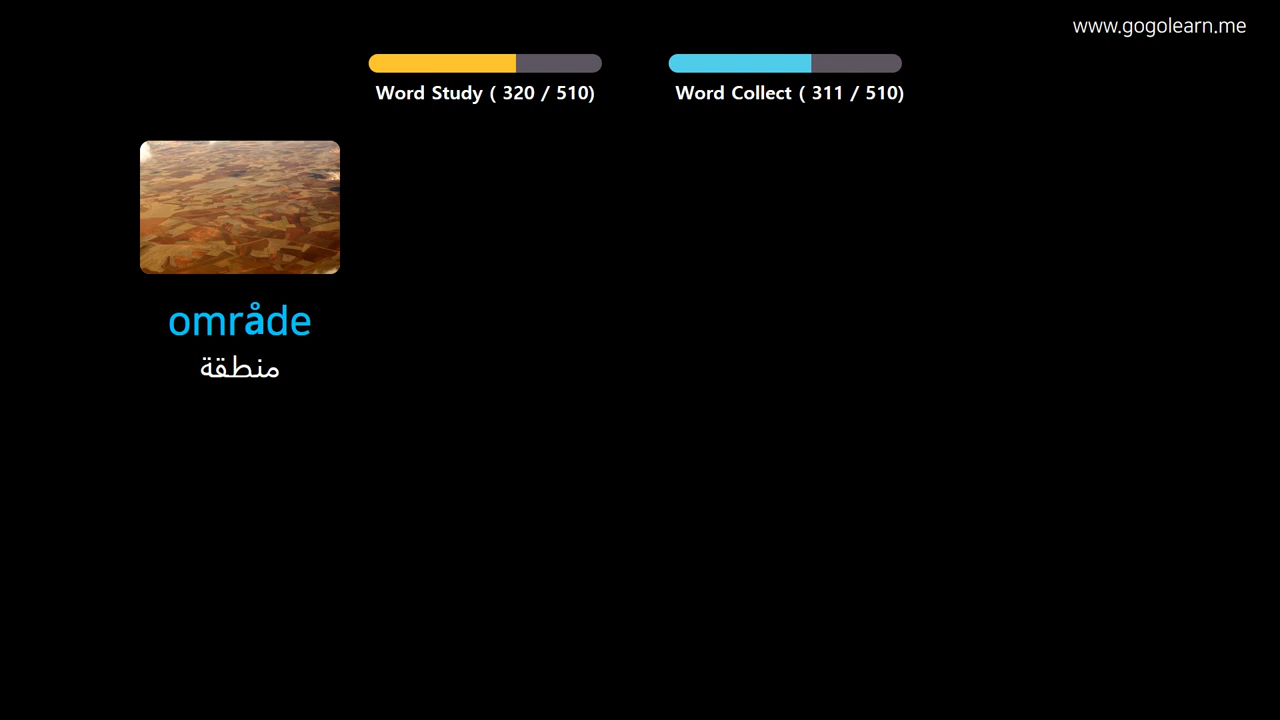 www.gogolearn.me
Word Study ( 320 / 510)
Word Collect ( 311 / 510)
område
منطقة